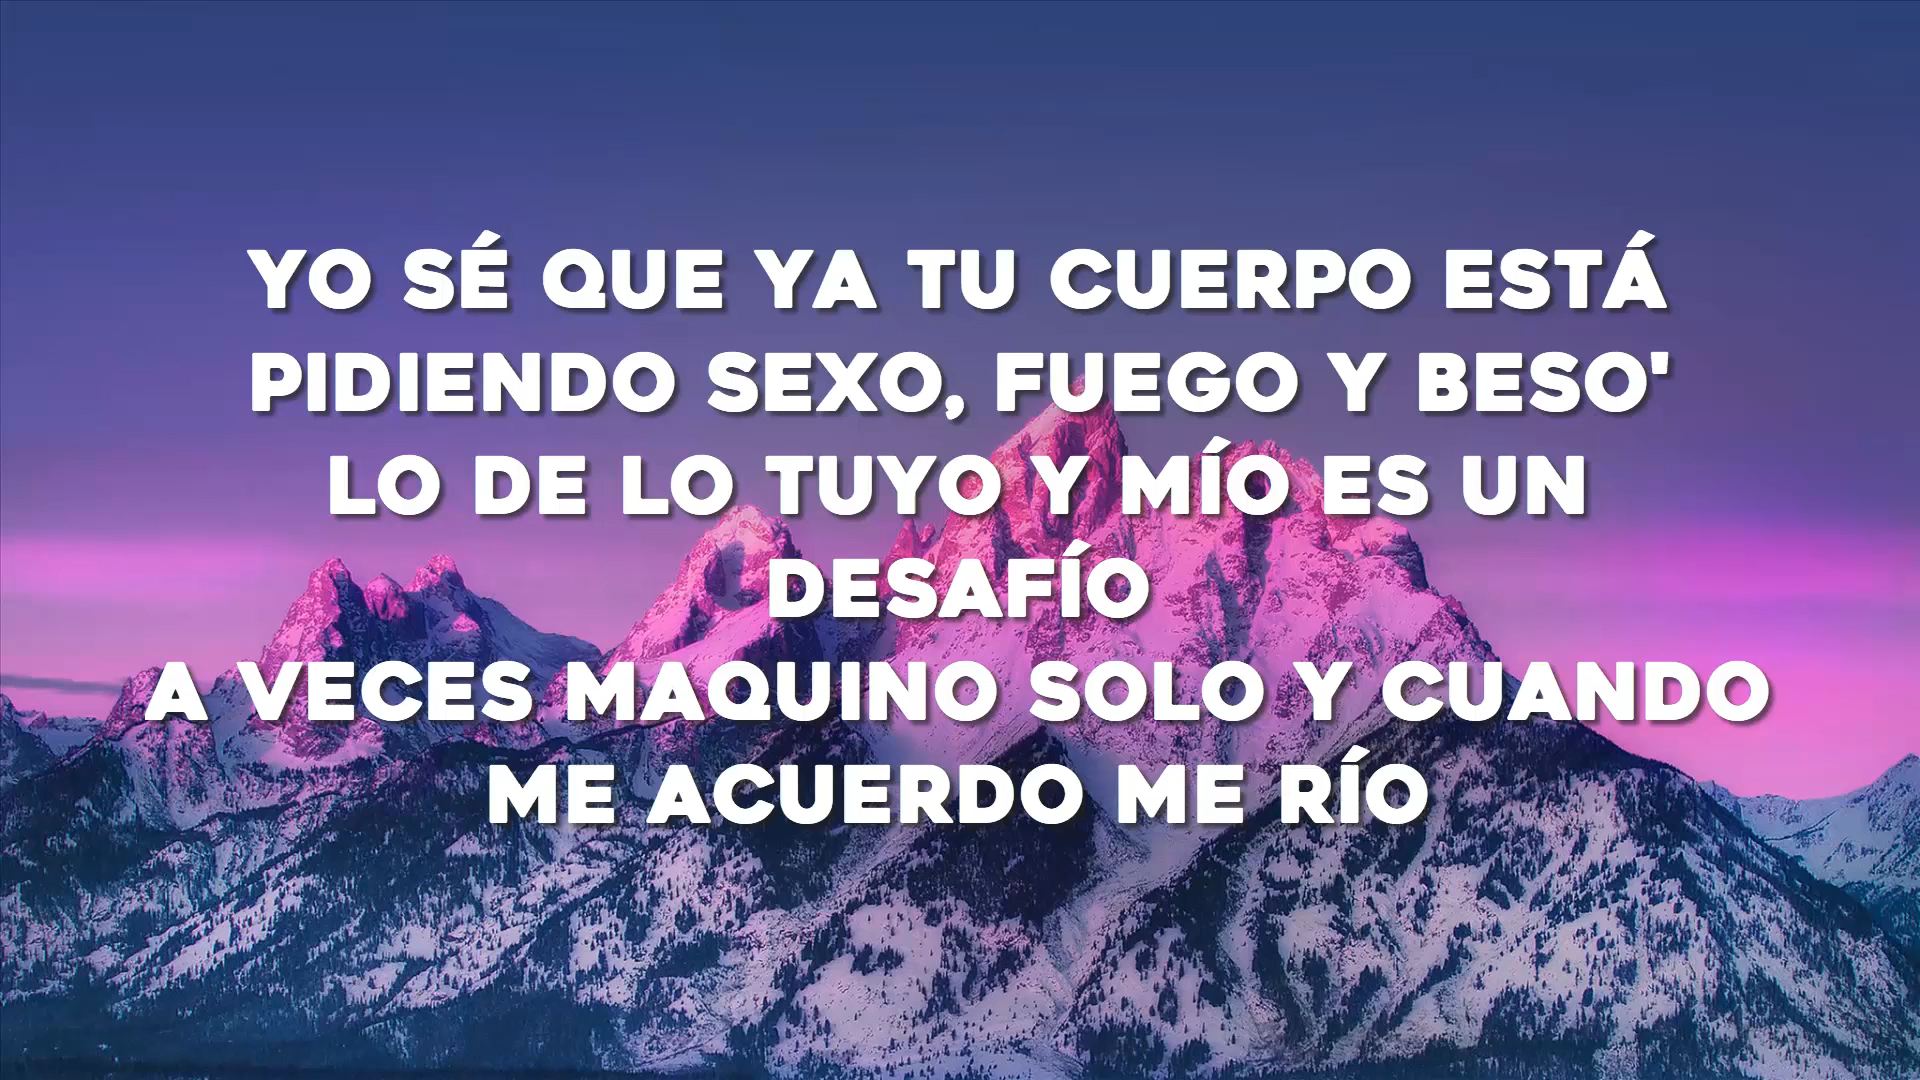 YO SÉ QUE YA TU CUERPO ESTÁ
PIDIENDO SEXO, FUEGO Y BESO'
LO DE LO TUYO Y MÍO ES UN
DESAFÍO
A VECES MAQUINO SOLO Y CUANDO
ME ACUERDO ME RÍO